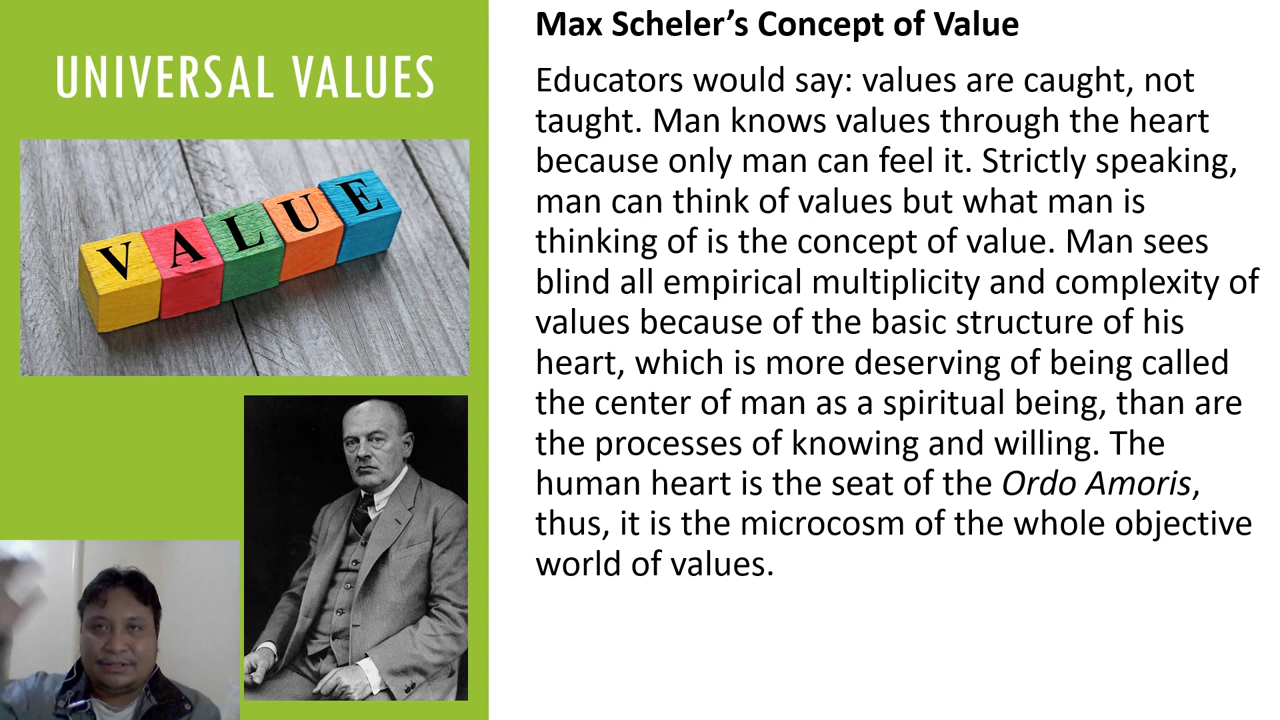 UNIVERSAL VALUES
VALUE
Max Scheler’s Concept of Value
Educators would say: values are caught, not
taught. Man knows values through the heart
because only man can feel it. Strictly speaking,
man can think of values but what man is
thinking of is the concept of value. Man sees
blind all empirical multiplicity and complexity of
values because of the basic structure of his
heart, which is more deserving of being called
the center of man as a spiritual being, than are
the processes of knowing and willing. The
human heart is the seat of the Ordo Amoris,
thus, it is the microcosm of the whole objective
world of values.